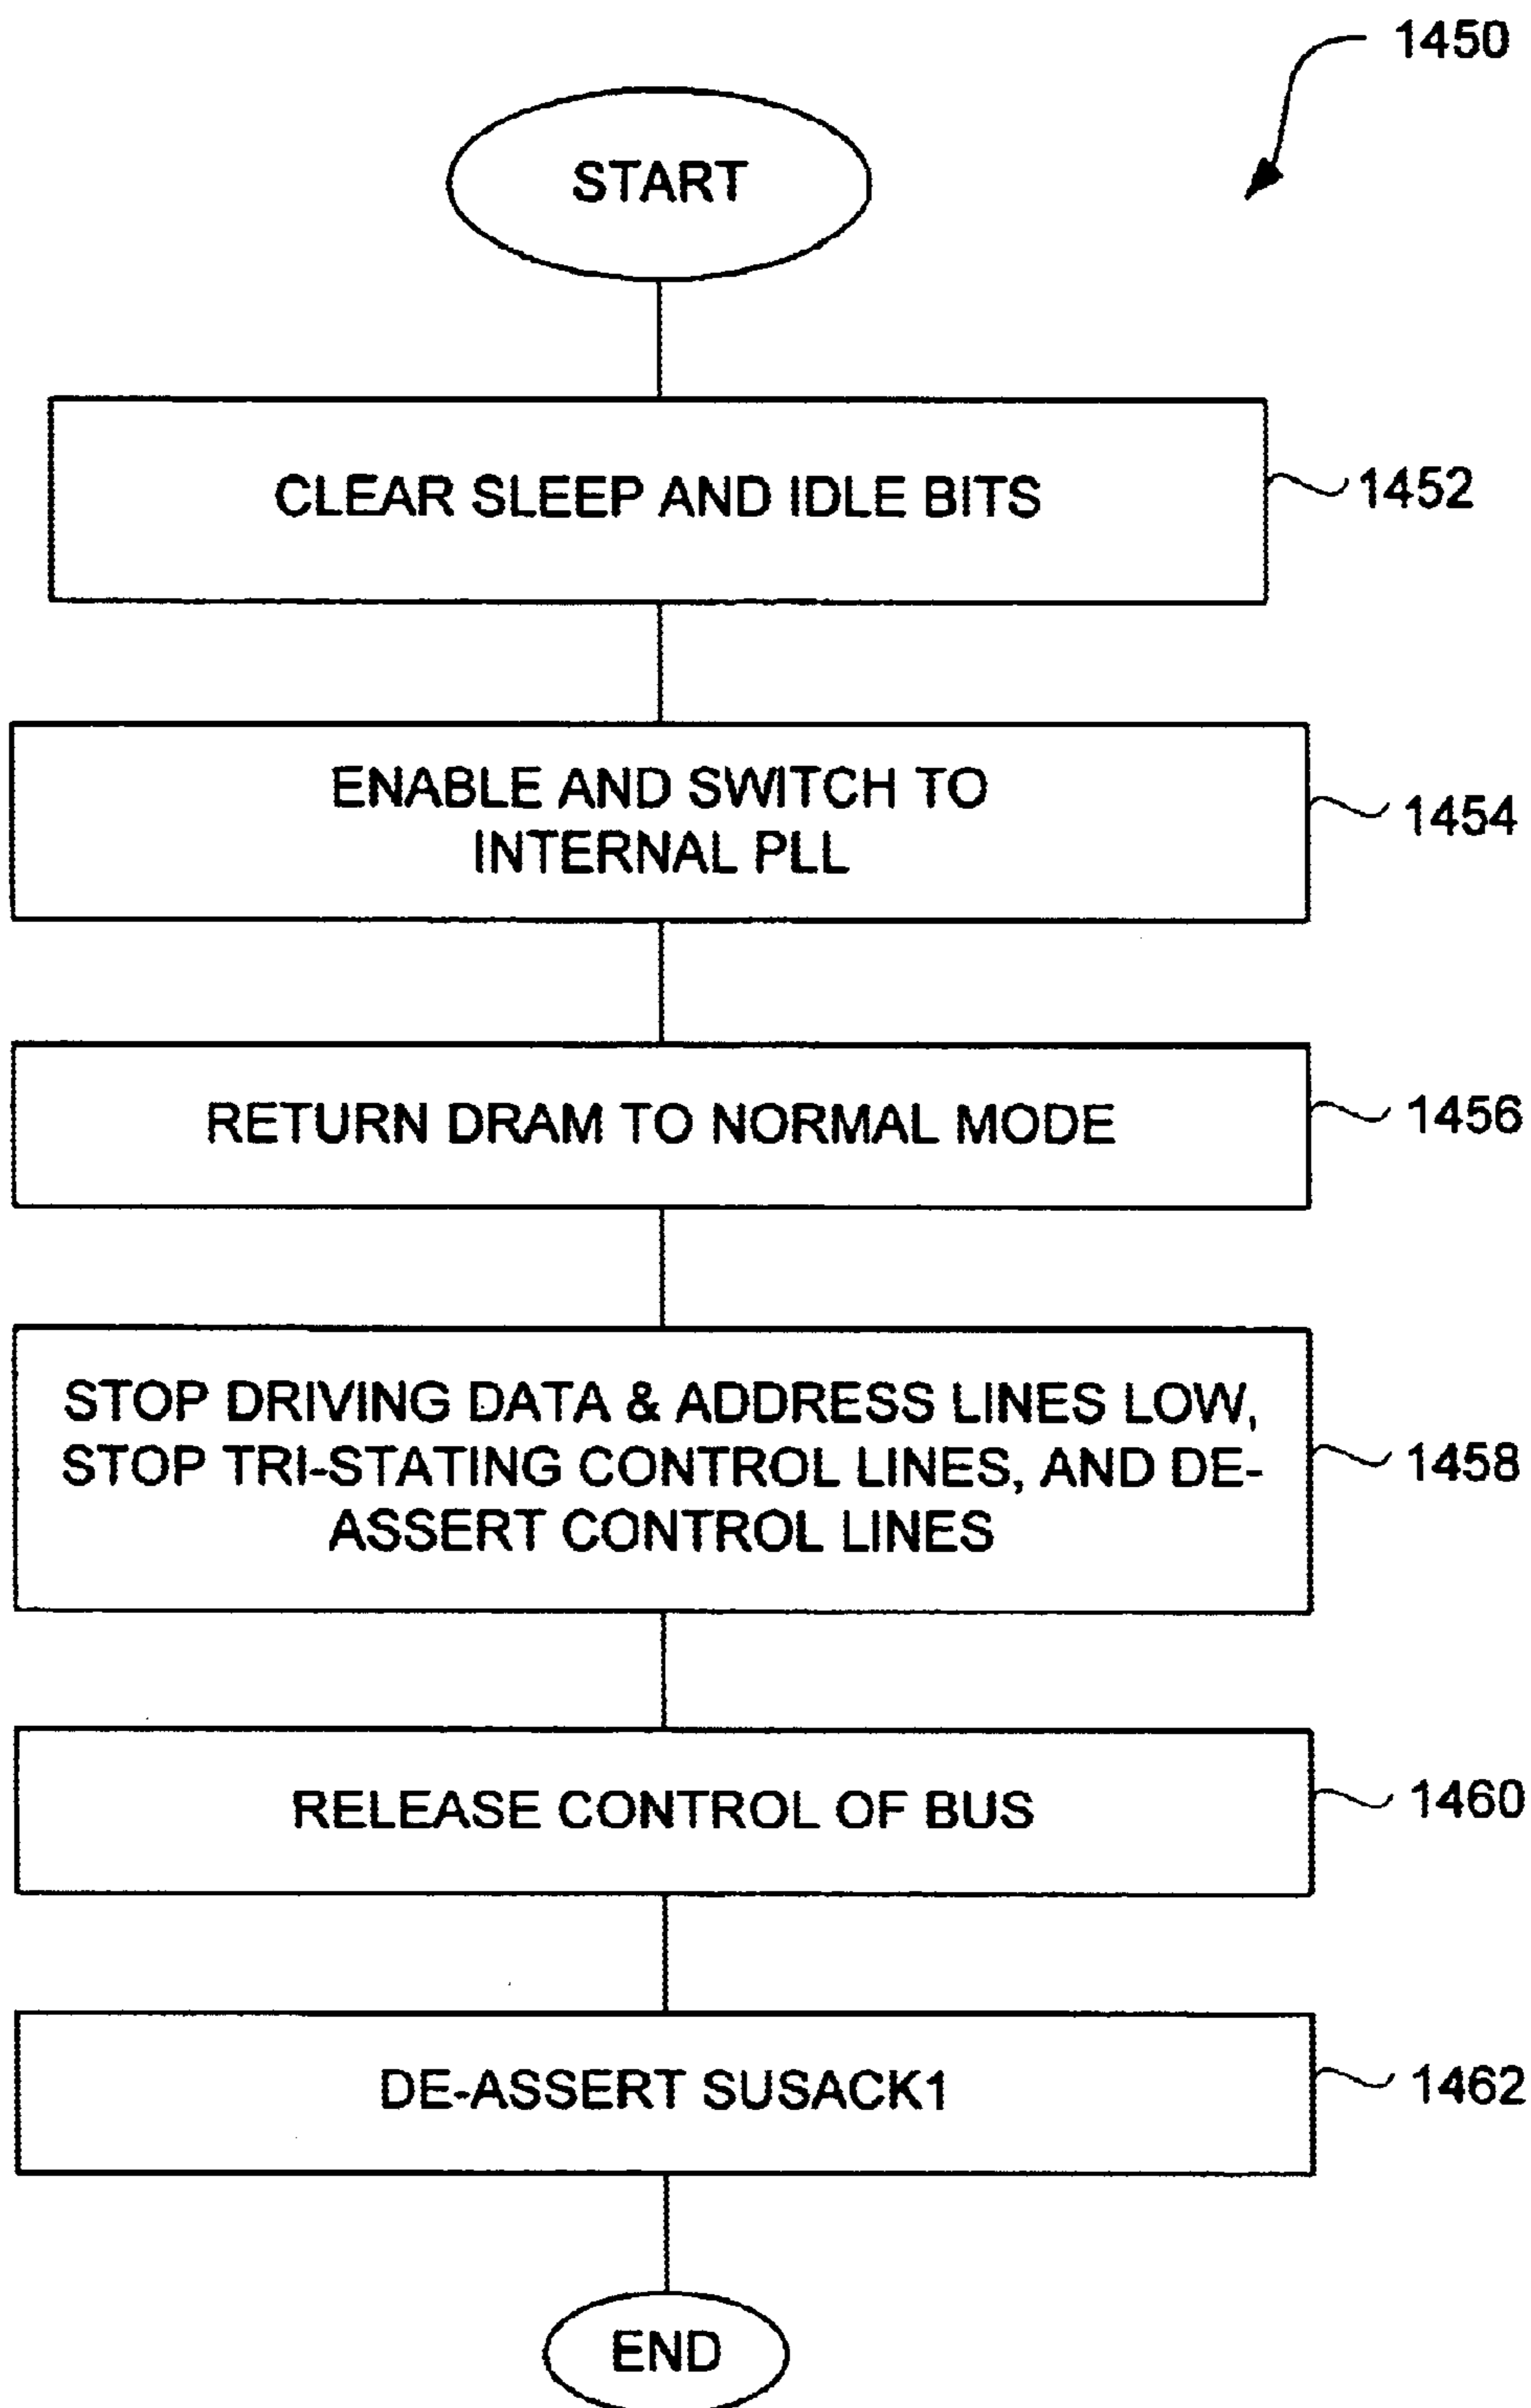 1450
START
CLEAR SLEEP AND IDLE BITS
1452
ENABLE AND SWITCH TO
INTERNAL PLL
1454
RETURN DRAM TO NORMAL MODE
1456
STOP DRIVING DATA & ADDRESS LINES LOW,
STOP TRI-STATING CONTROL LINES, AND DE-
ASSERT CONTROL LINES
1458
RELEASE CONTROL OF BUS
1460
DE-ASSERT SUSACK1
1462
END